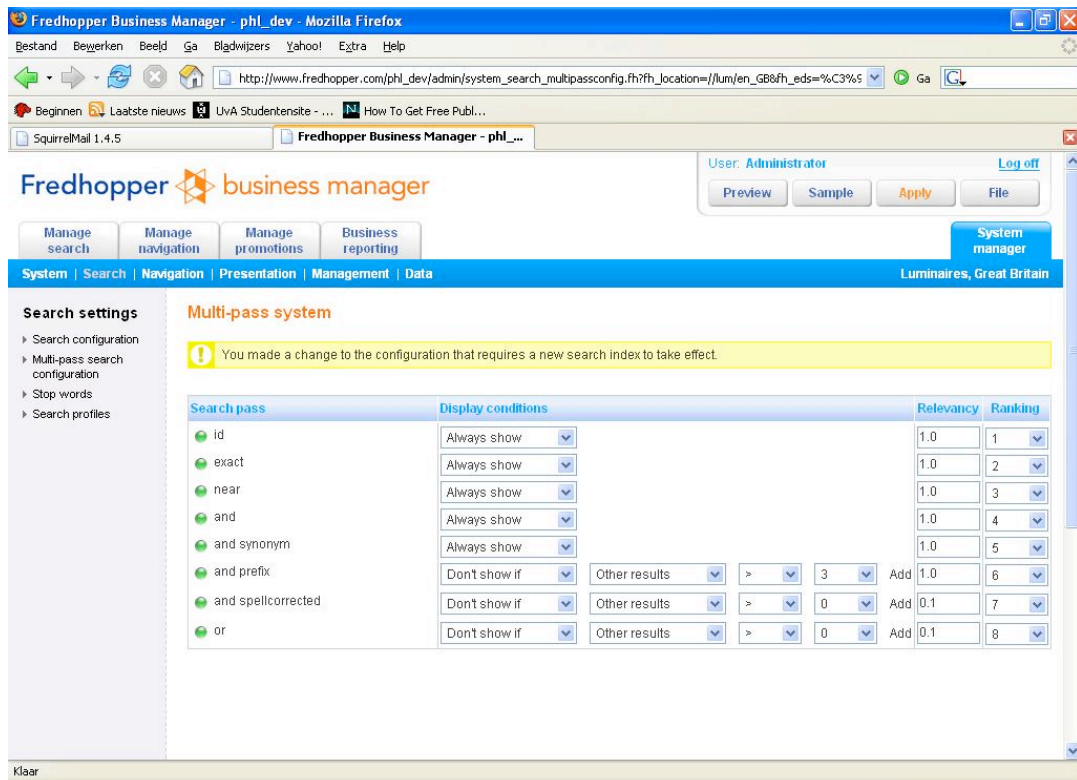 Fredhopper Business Manager - phl_dev - Mozilla Firefox
Bestand Bewerken Beeld Ga Bladwijzers Yahoo! Extra Help
http://www.fredhopper.com/phl_dev/admin/system_search_multipassconfig.fh?fh_location=//lum/en_GB&fh_eds=%C3%9 Ga G
Beginnen Laatste nieuws UvA Studentensite - ... How To Get Free Publ...
SquirrelMail 1.4.5 Fredhopper Business Manager - phl_...
User: Administrator Log off
Fredhopper business manager
Preview Sample Apply File
Manage search Manage navigation Manage promotions Business reporting System manager
System | Search | Navigation | Presentation | Management | Data Luminaires, Great Britain
Search settings
Search configuration
Multi-pass search
configuration
Stop words
Search profiles
Multi-pass system
You made a change to the configuration that requires a new search index to take effect.
Search pass Display conditions Relevancy Ranking
id Always show 1.0 1
exact Always show 1.0 2
near Always show 1.0 3
and Always show 1.0 4
and synonym Always show 1.0 5
and prefix Don't show if Other results > 3 Add 1.0 6
and spellcorrected Don't show if Other results > 0 Add 0.1 7
or Don't show if Other results > 0 Add 0.1 8
Klaar